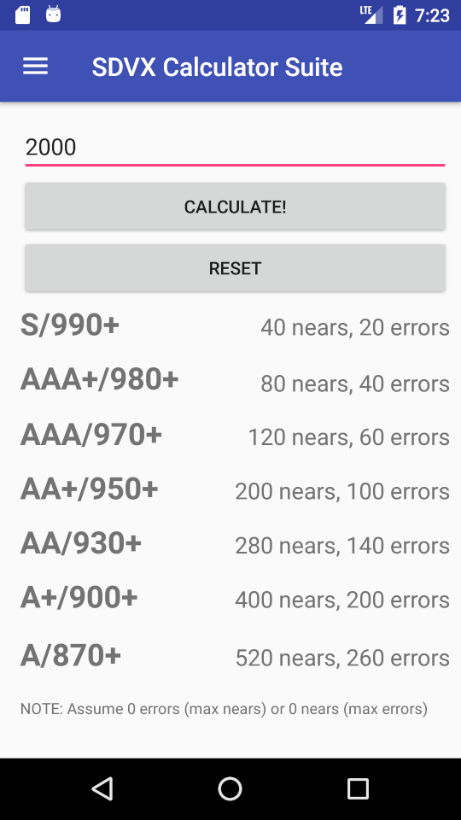 LTE 7:23
SDVX Calculator Suite
2000
CALCULATE!
RESET
S/990+ 40 nears, 20 errors
AAA+/980+ 80 nears, 40 errors
AAA/970+ 120 nears, 60 errors
AA+/950+ 200 nears, 100 errors
AA/930+ 280 nears, 140 errors
A+/900+ 400 nears, 200 errors
A/870+ 520 nears, 260 errors
NOTE: Assume 0 errors (max nears) or 0 nears (max errors)